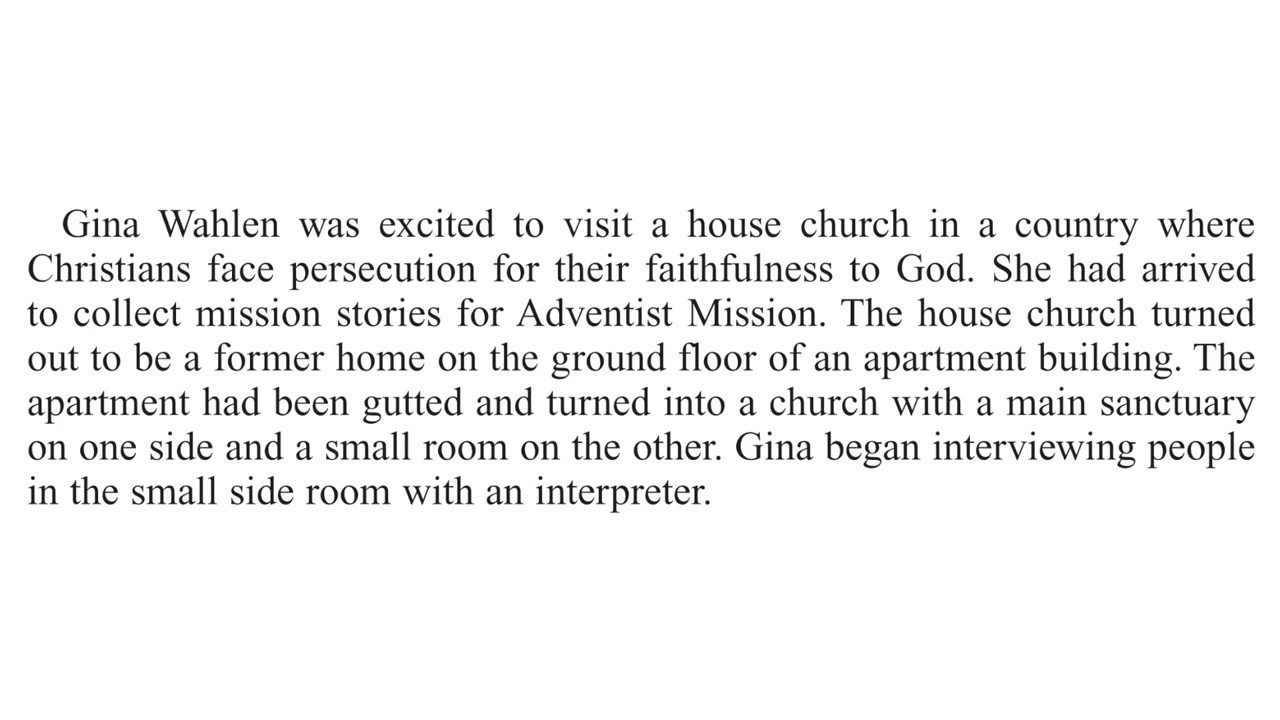 Gina Wahlen was excited to visit a house church in a country where
Christians face persecution for their faithfulness to God. She had arrived
to collect mission stories for Adventist Mission. The house church turned
out to be a former home on the ground floor of an apartment building. The
apartment had been gutted and turned into a church with a main sanctuary
on one side and a small room on the other. Gina began interviewing people
in the small side room with an interpreter.